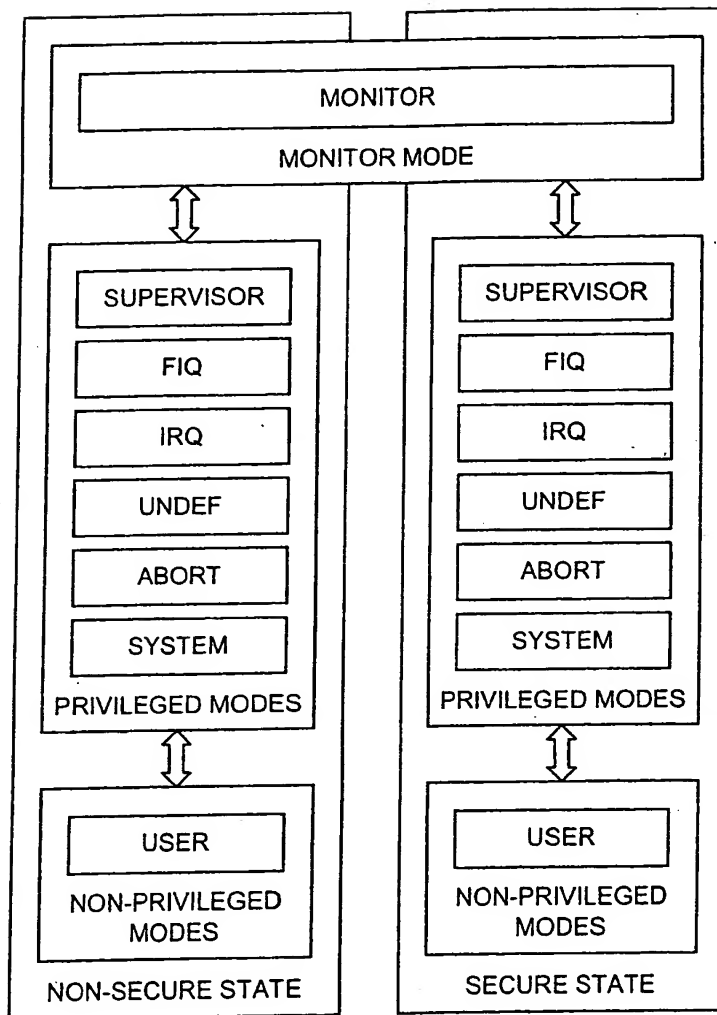 MONITOR
MONITOR MODE
SUPERVISOR
FIQ
IRQ
UNDEF
ABORT
SYSTEM
PRIVILEGED MODES
USER
NON-PRIVILEGED
MODES
NON-SECURE STATE
SUPERVISOR
FIQ
IRQ
UNDEF
ABORT
SYSTEM
PRIVILEGED MODES
USER
NON-PRIVILEGED
MODES
SECURE STATE